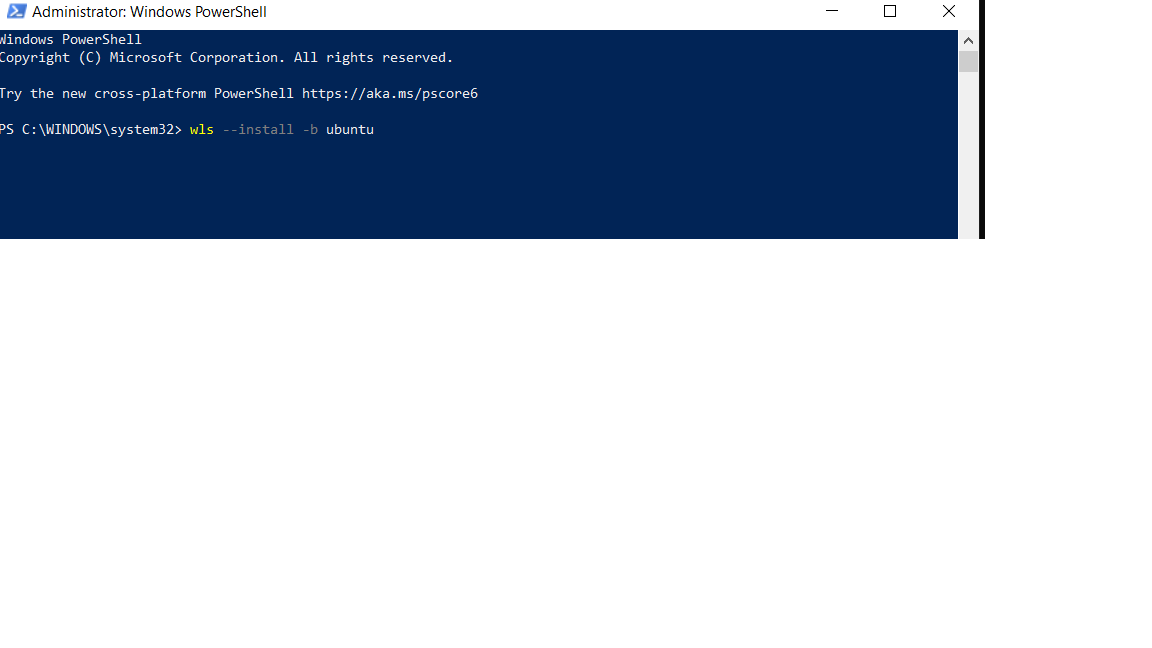 Administrator: Windows PowerShell
Windows PowerShell
Copyright (C) Microsoft Corporation. All rights reserved.
Try the new cross-platform PowerShell https://aka.ms/pscore6
PS C:\WINDOWS\system32> wls --install -b ubuntu